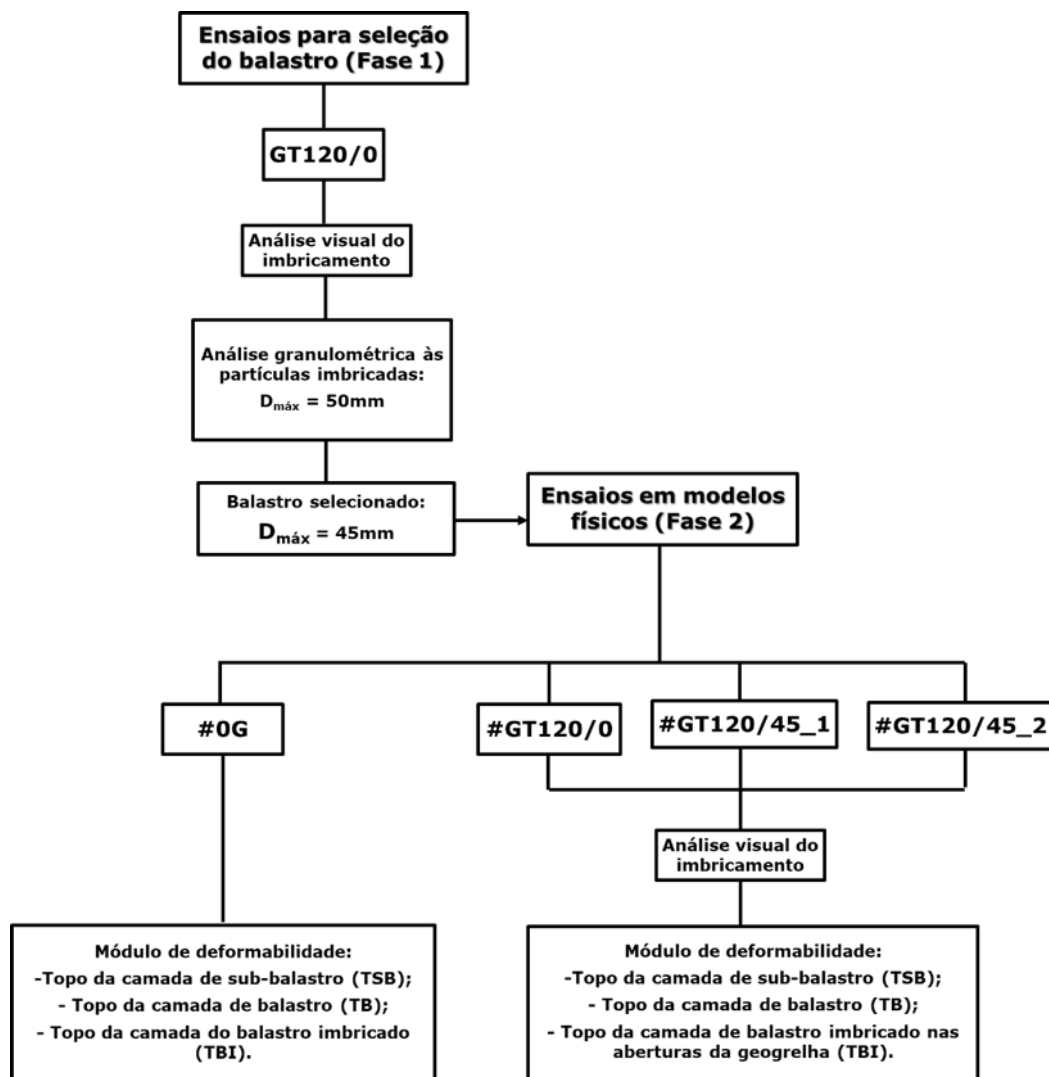 Ensaios para seleção
do balastro (Fase 1)
GT120/0
Análise visual do
imbricamento
Análise granulométrica às
partículas imbricadas:
Dmáx = 50mm
Balastro selecionado:
Dmáx = 45mm
Ensaios em modelos
físicos (Fase 2)
#0G
#GT120/0
#GT120/45_1
#GT120/45_2
Análise visual do
imbricamento
Módulo de deformabilidade:
-Topo da camada de sub-balastro (TSB);
- Topo da camada de balastro (TB);
- Topo da camada do balastro imbricado
(TBI).
Módulo de deformabilidade:
-Topo da camada de sub-balastro (TSB);
- Topo da camada de balastro (TB);
- Topo da camada de balastro imbricado nas
aberturas da geogrelha (TBI).